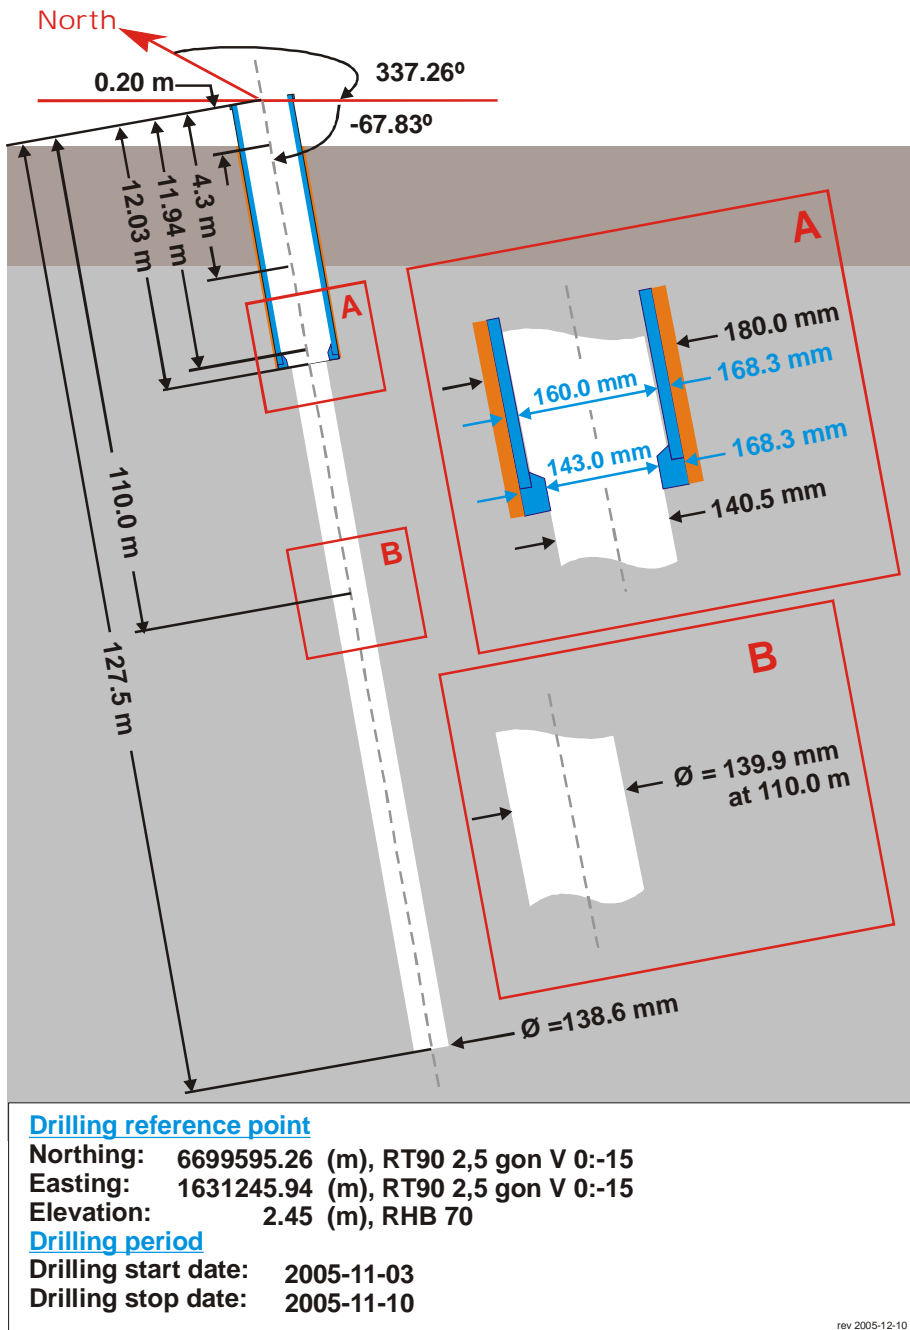 North
337.26º
0.20 m
-67.83º
4.3 m
11.94 m
12.03 m
A
A
180.0 mm
160.0 mm
168.3 mm
143.0 mm
168.3 mm
140.5 mm
110.0 m
B
B
127.5 m
Ø = 139.9 mm
at 110.0 m
Ø =138.6 mm
Drilling reference point
Northing: 6699595.26 (m), RT90 2,5 gon V 0:-15
Easting: 1631245.94 (m), RT90 2,5 gon V 0:-15
Elevation: 2.45 (m), RHB 70
Drilling period
Drilling start date: 2005-11-03
Drilling stop date: 2005-11-10
rev 2005-12-10